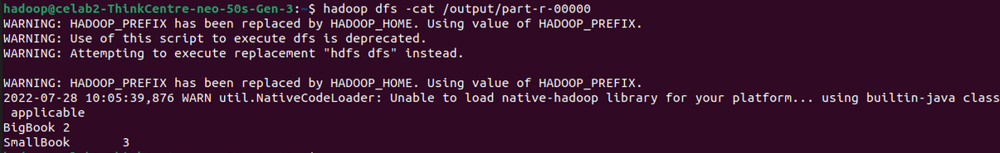 hadoop@celab2-ThinkCentre-neo-50s-Gen-3:~$ hadoop dfs -cat /output/part-r-00000
WARNING: HADOOP_PREFIX has been replaced by HADOOP_HOME. Using value of HADOOP_PREFIX.
WARNING: Use of this script to execute dfs is deprecated.
WARNING: Attempting to execute replacement "hdfs dfs" instead.
WARNING: HADOOP_PREFIX has been replaced by HADOOP_HOME. Using value of HADOOP_PREFIX.
2022-07-28 10:05:39,876 WARN util.NativeCodeLoader: Unable to load native-hadoop library for your platform... using builtin-java class
applicable
BigBook 2
SmallBook 3